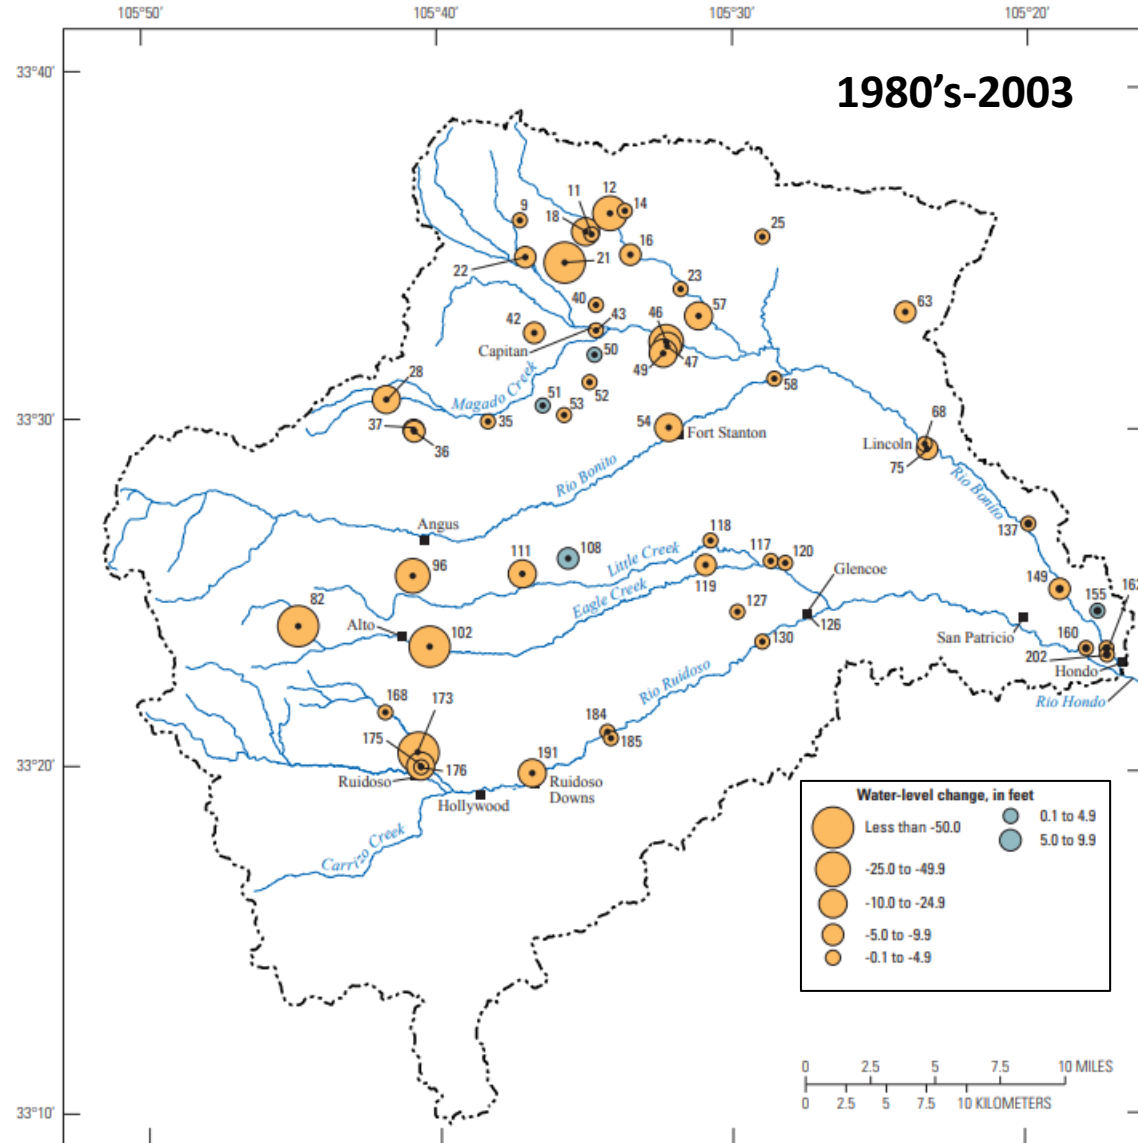 105°50'
105°40'
105°30'
105°20'
33°40'
1980's-2003
12
11
14
9
18
25
16
22
21
23
40
57
63
46
43
42
Capitan
50
47
49
28
58
Magado Creek
51
52
53
35
33°30'
37
36
54
Fort Stanton
68
Lincoln
75
Rio Bonito
Rio Bonito
137
Angus
118
108
111
96
Little Creek
117
120
119
Glencoe
Eagle Creek
149
162
155
82
127
126
Alto
102
130
San Patricio
160
202
Hondo
Rio Hondo
Rio Ruidoso
168
173
184
185
175
176
191
33°20'
Ruidoso
Ruidoso
Downs
Hollywood
Carrizo Creek
Water-level change, in feet
Less than -50.0
0.1 to 4.9
5.0 to 9.9
-25.0 to -49.9
-10.0 to -24.9
-5.0 to -9.9
-0.1 to -4.9
0 2.5 5 7.5 10 MILES
0 2.5 5 7.5 10 KILOMETERS
33°10'